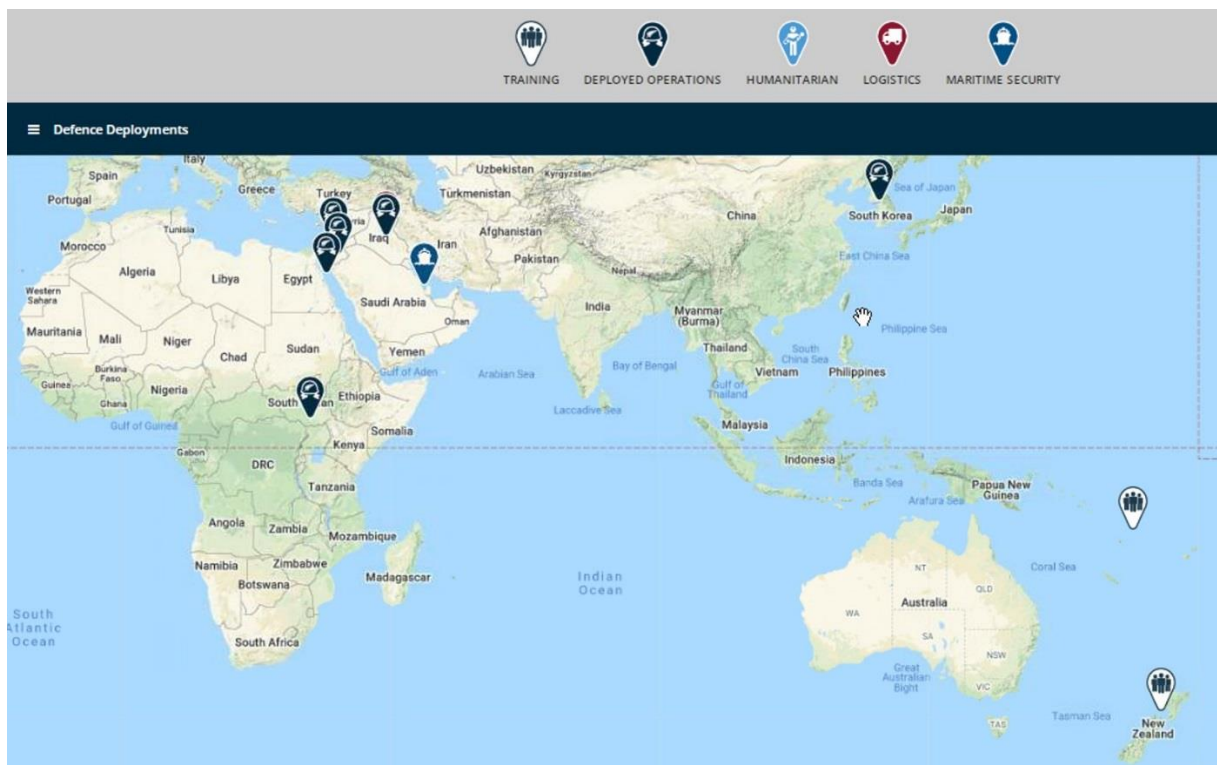 TRAINING DEPLOYED OPERATIONS HUMANITARIAN LOGISTICS MARITIME SECURITY
Defence Deployments
Italy
Spain
Portugal
Greece
Turkey
Uzbekistan
Kyrgyzstan
Turkmenistan
Tunisia
Syria
Iraq
Iran
Afghanistan
Pakistan
China
Sea of Japan
South Korea
Japan
Morocco
Algeria
Libya
Egypt
Western
Sahara
Saudi Arabia
Oman
Nepal
India
Myanmar
(Burma)
East China Sea
Philippine Sea
Mauritania
Mali
Niger
Chad
Sudan
Yemen
Gulf of Aden
Arabian Sea
Bay of Bengal
Thailand
South
China Sea
Vietnam
Philippines
Burkina
Faso
Guinea
Ghana
Nigeria
South
an
Ethiopia
Gulf of Guinea
Somalia
Laccadive Sea
Gulf of
Thailand
Malaysia
Gabon
Kenya
DRC
Tanzania
Indonesia
Banda Sea
Arafura Sea
Papua New
Guinea
Angola
Zambia
Mozambique
Namibia
Zimbabwe
Botswana
Madagascar
Indian
Ocean
Coral Sea
NT
QLD
Australia
WA
SA
NSW
South
Atlantic
Ocean
South Africa
Great
Australian
Bight
VIC
TAS
Tasman Sea
New
Zealand